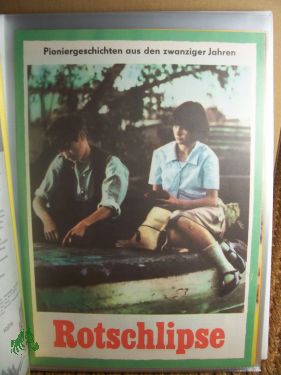 Pioniergeschichten aus den zwanziger Jahren
Rotschlipse